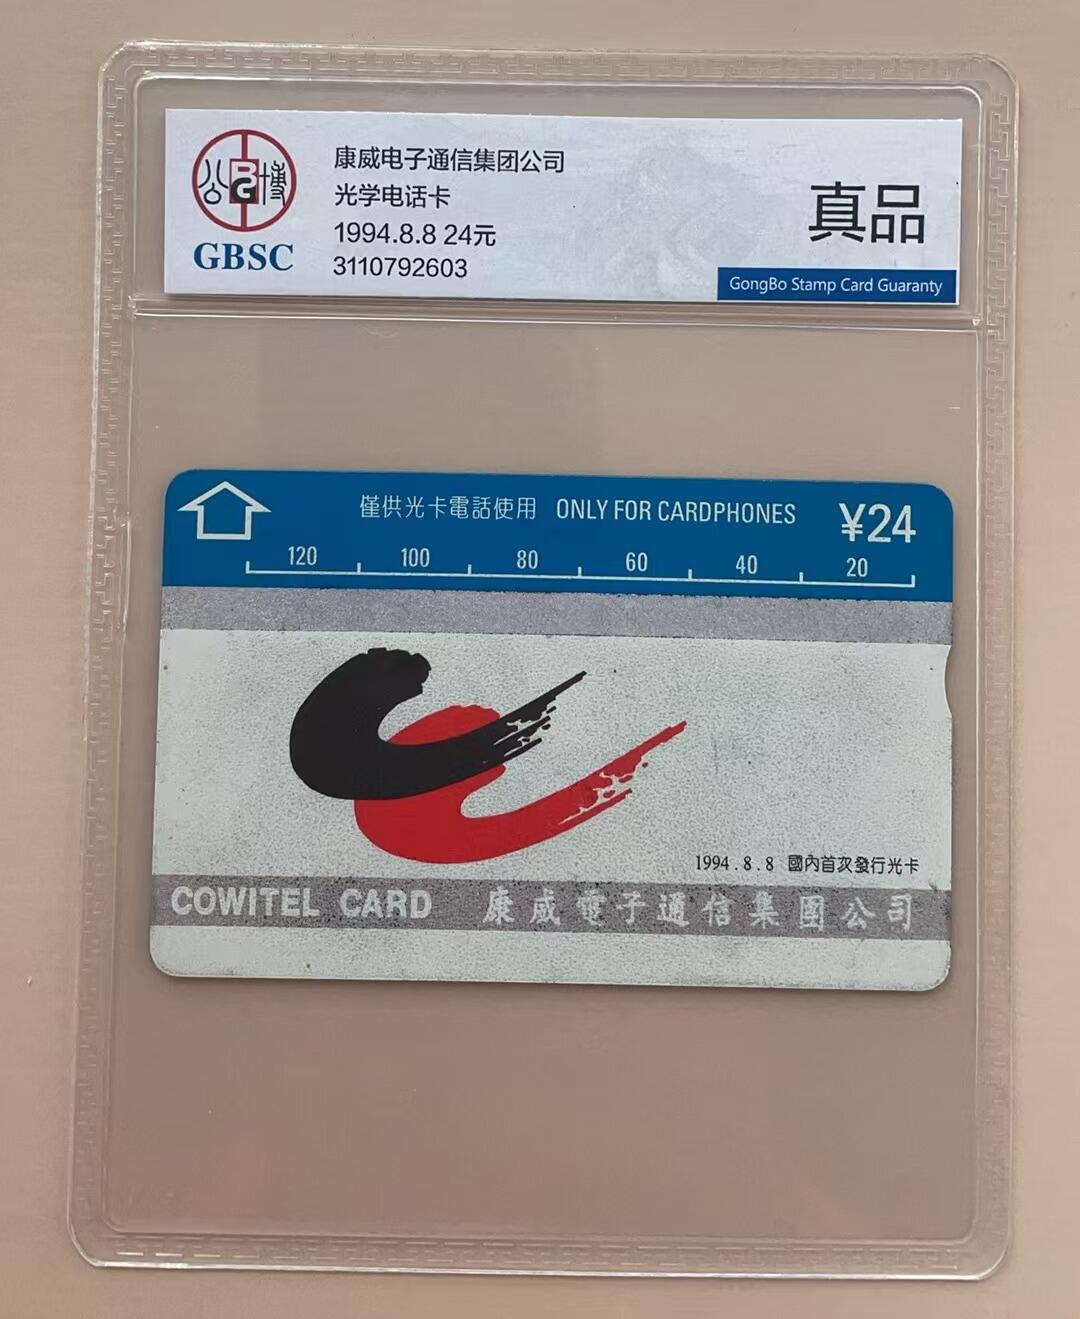 公 BG 博
GBSC
康威电子通信集团公司
光学电话卡
1994.8.8 24元
3110792603
真品
GongBo Stamp Card Guaranty
僅供光卡電話使用 ONLY FOR CARDPHONES ¥24
120 100 80 60 40 20
1994.8.8 國內首次發行光卡
COWITEL CARD 康威電子通信集團公司